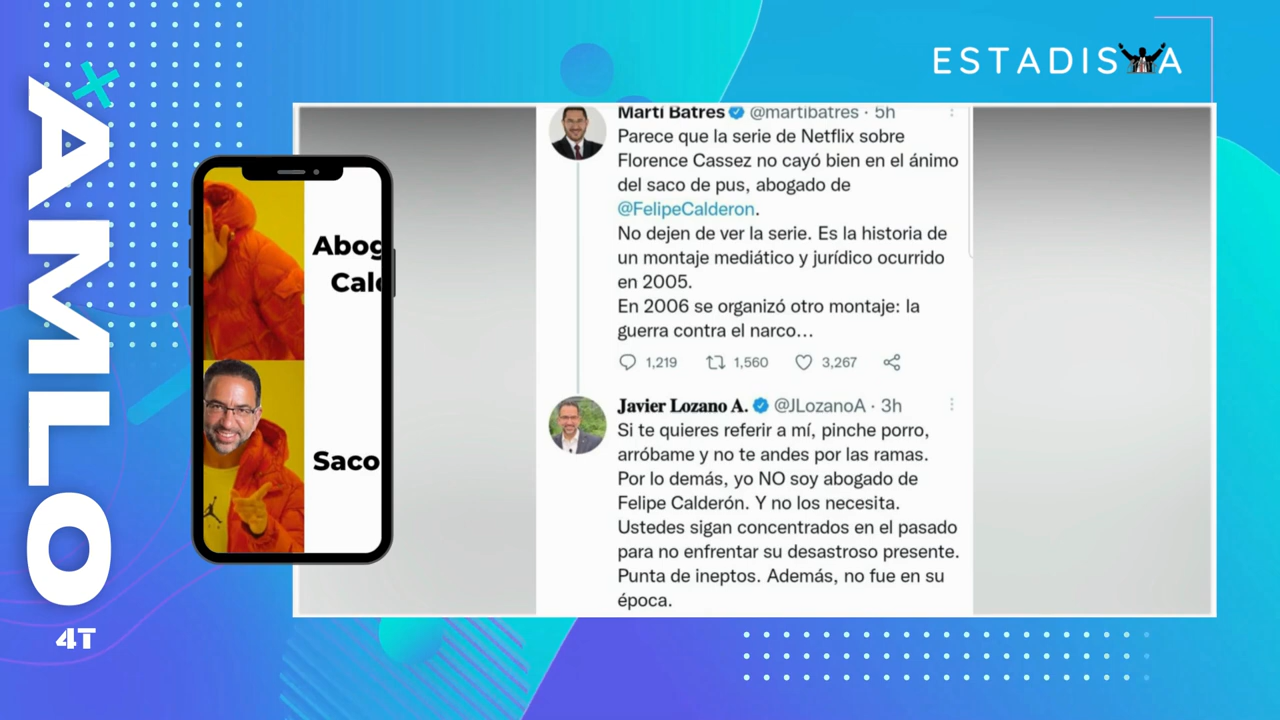 AMLO
4T
ESTADISTA
Abog
Calc
Saco
Martí Batres @martibatres · 5h
Parece que la serie de Netflix sobre
Florence Cassez no cayó bien en el ánimo
del saco de pus, abogado de
@FelipeCalderon.
No dejen de ver la serie. Es la historia de
un montaje mediático y jurídico ocurrido
en 2005.
En 2006 se organizó otro montaje: la
guerra contra el narco...
1,219 1,560 3,267
Javier Lozano A. @JLozanoA · 3h
Si te quieres referir a mí, pinche porro,
arróbame y no te andes por las ramas.
Por lo demás, yo NO soy abogado de
Felipe Calderón. Y no los necesita.
Ustedes sigan concentrados en el pasado
para no enfrentar su desastroso presente.
Punta de ineptos. Además, no fue en su
época.